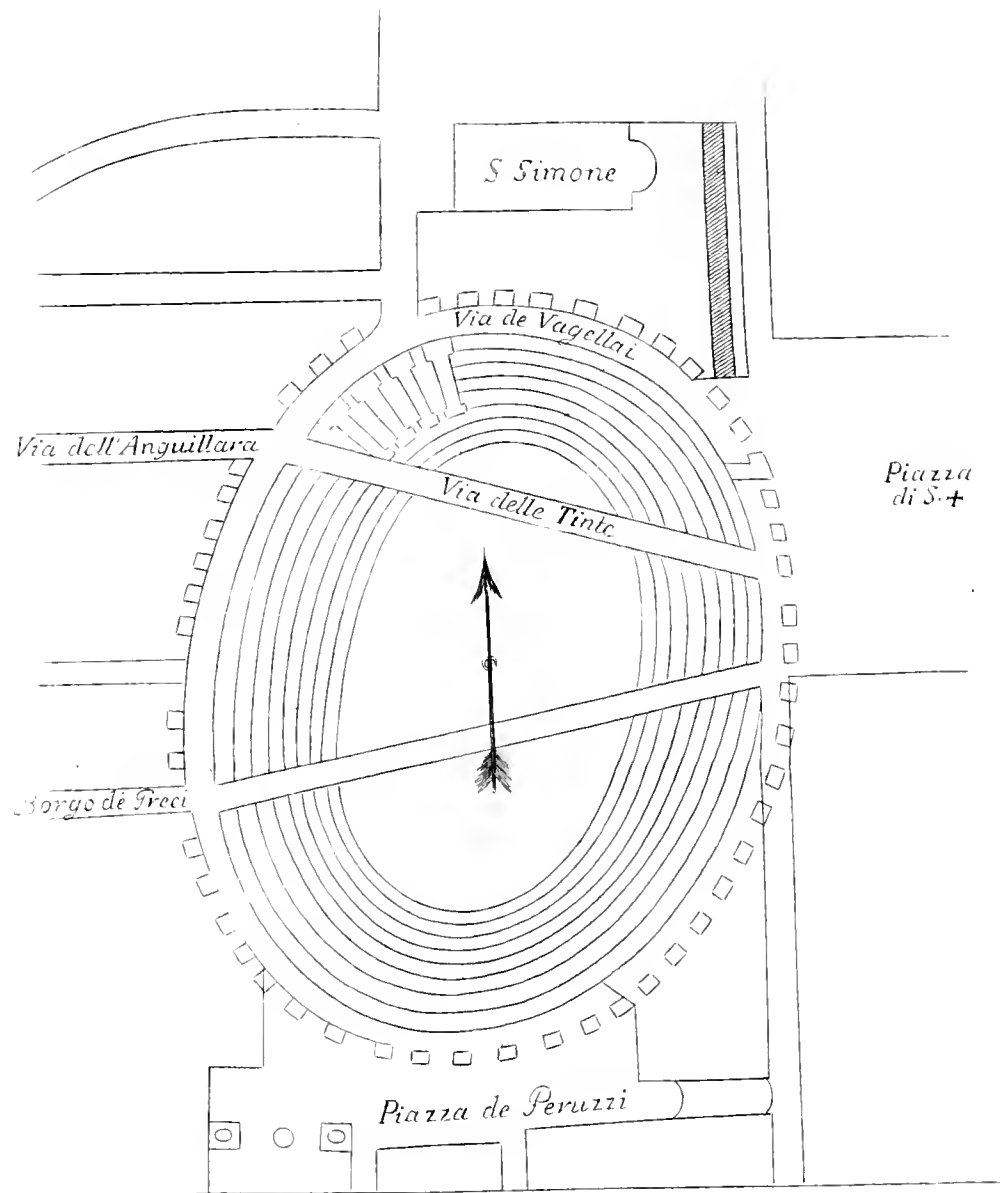 S Simone
Via de Vagellai
Via dell'Anguillara
Via delle Tinte
Piazza
di S. +
Borgo de Greci
Piazza de Peruzzi